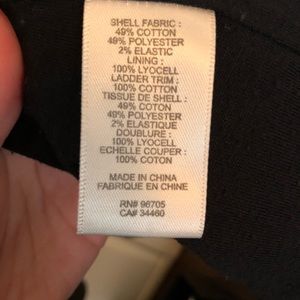 SHELL FABRIC :
49% COTTON
49% POLYESTER
2% ELASTIC
LINING :
100% LYOCELL
LADDER TRIM :
100% COTTON
TISSUE DE SHELL :
49% COTON
49% POLYESTER
2% ELASTIQUE
DOUBLURE :
100% LYOCELL
ECHELLE COUPER :
100% COTON
MADE IN CHINA
FABRIQUE EN CHINE
RN# 96705
CA# 34460